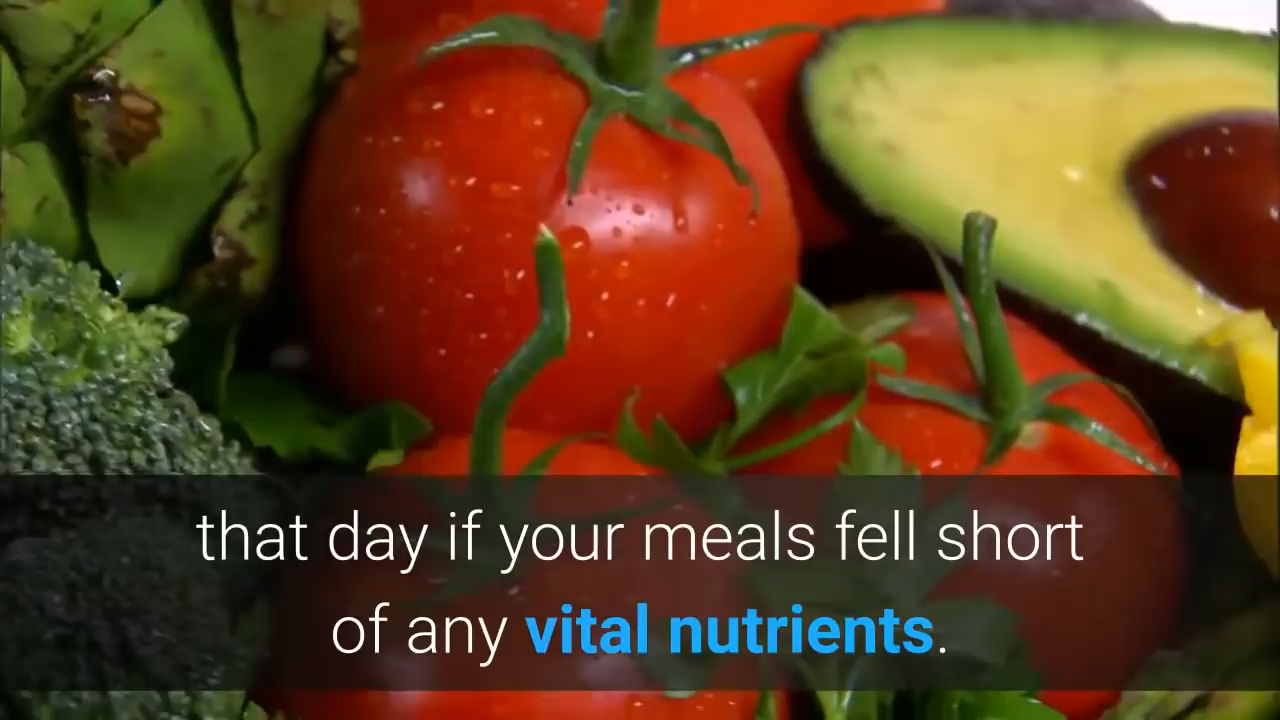 that day if your meals fell short
of any vital nutrients.